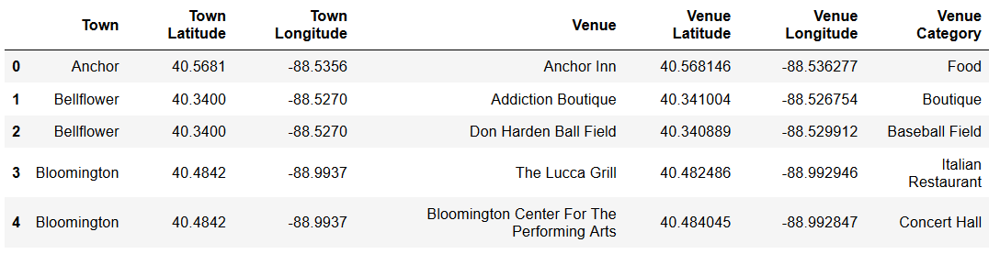 Town Town Latitude Town Longitude Venue Venue Latitude Venue Longitude Venue Category
0 Anchor 40.5681 -88.5356 Anchor Inn 40.568146 -88.536277 Food
1 Bellflower 40.3400 -88.5270 Addiction Boutique 40.341004 -88.526754 Boutique
2 Bellflower 40.3400 -88.5270 Don Harden Ball Field 40.340889 -88.529912 Baseball Field
3 Bloomington 40.4842 -88.9937 The Lucca Grill 40.482486 -88.992946 Italian Restaurant
4 Bloomington 40.4842 -88.9937 Bloomington Center For The Performing Arts 40.484045 -88.992847 Concert Hall